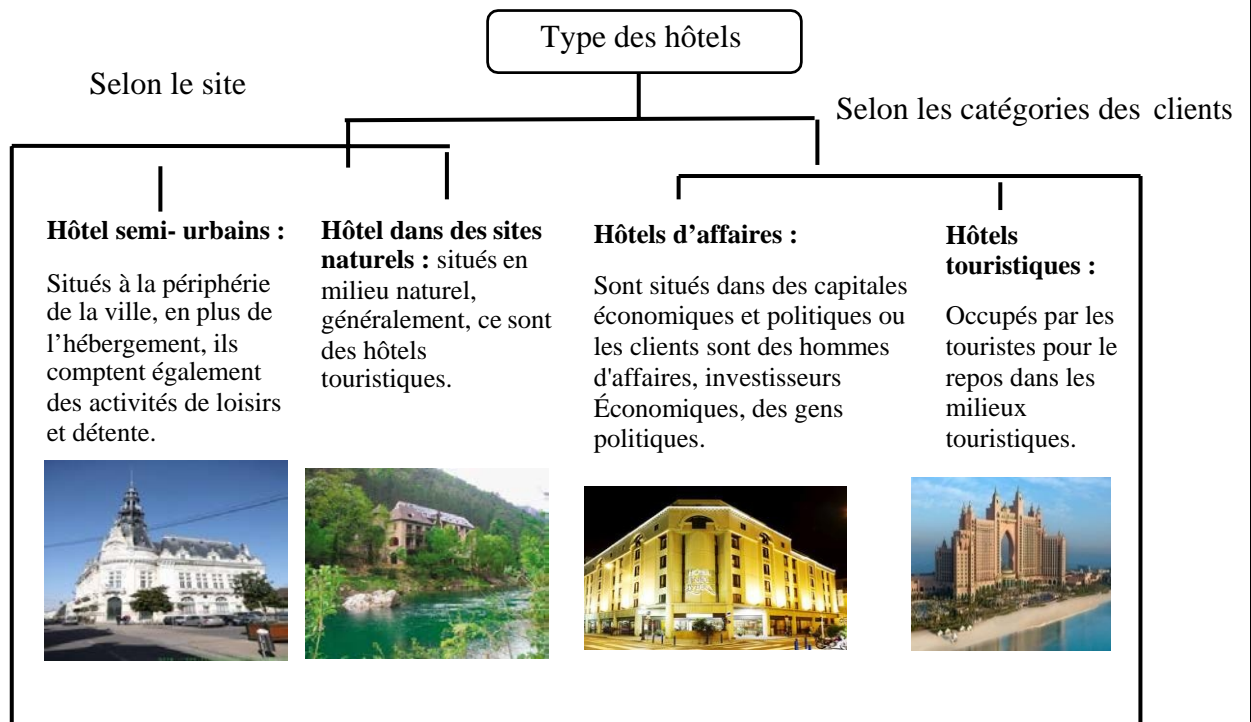 Type des hôtels
Selon le site
Selon les catégories des clients
Hôtel semi- urbains :
Situés à la périphérie
de la ville, en plus de
l’hébergement, ils
comptent également
des activités de loisirs
et détente.
Hôtel dans des sites
naturels : situés en
milieu naturel,
généralement, ce sont
des hôtels
touristiques.
Hôtels d’affaires :
Sont situés dans des capitales
économiques et politiques ou
les clients sont des hommes
d'affaires, investisseurs
Économiques, des gens
politiques.
Hôtels
touristiques :
Occupés par les
touristes pour le
repos dans les
milieux
touristiques.
HOTEL